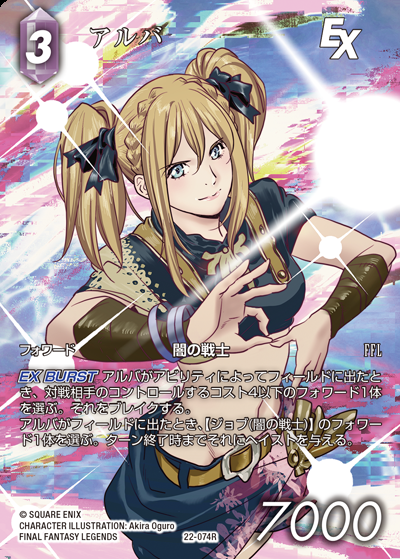 3
アルバ
EX
フォワード 闇の戦士 FFL
EX BURST アルバがアビリティによってフィールドに出たと
き、対戦相手のコントロールするコスト4以下のフォワード1体
を選ぶ。それをブレイクする。
アルバがフィールドに出たとき、【ジョブ(闇の戦士)】のフォワー
ド1体を選ぶ。ターン終了時までそれにヘイストを与える。
© SQUARE ENIX
CHARACTER ILLUSTRATION: Akira Oguro
FINAL FANTASY LEGENDS
22-074R
7000